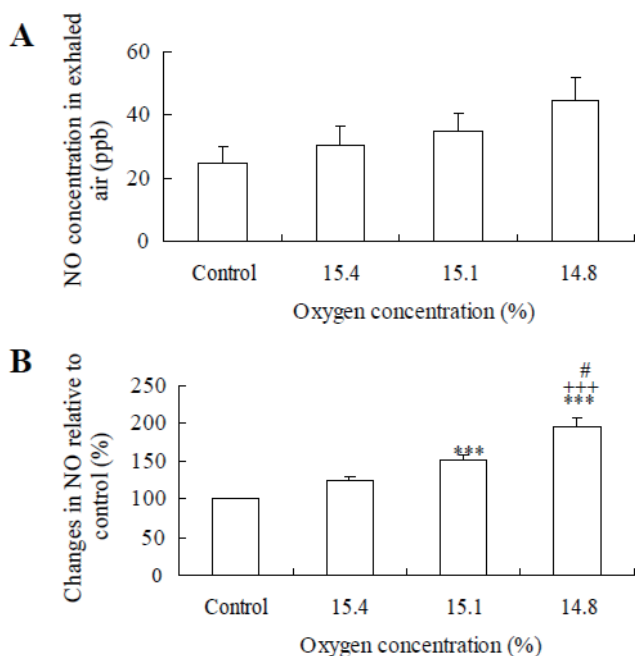 A
NO concentration in exhaled
air (ppb)
60
40
20
0
Control 15.4 15.1 14.8
Oxygen concentration (%)
B
Changes in NO relative to
control (%)
250
200
150
100
50
0
#
+++
***
***
Control 15.4 15.1 14.8
Oxygen concentration (%)